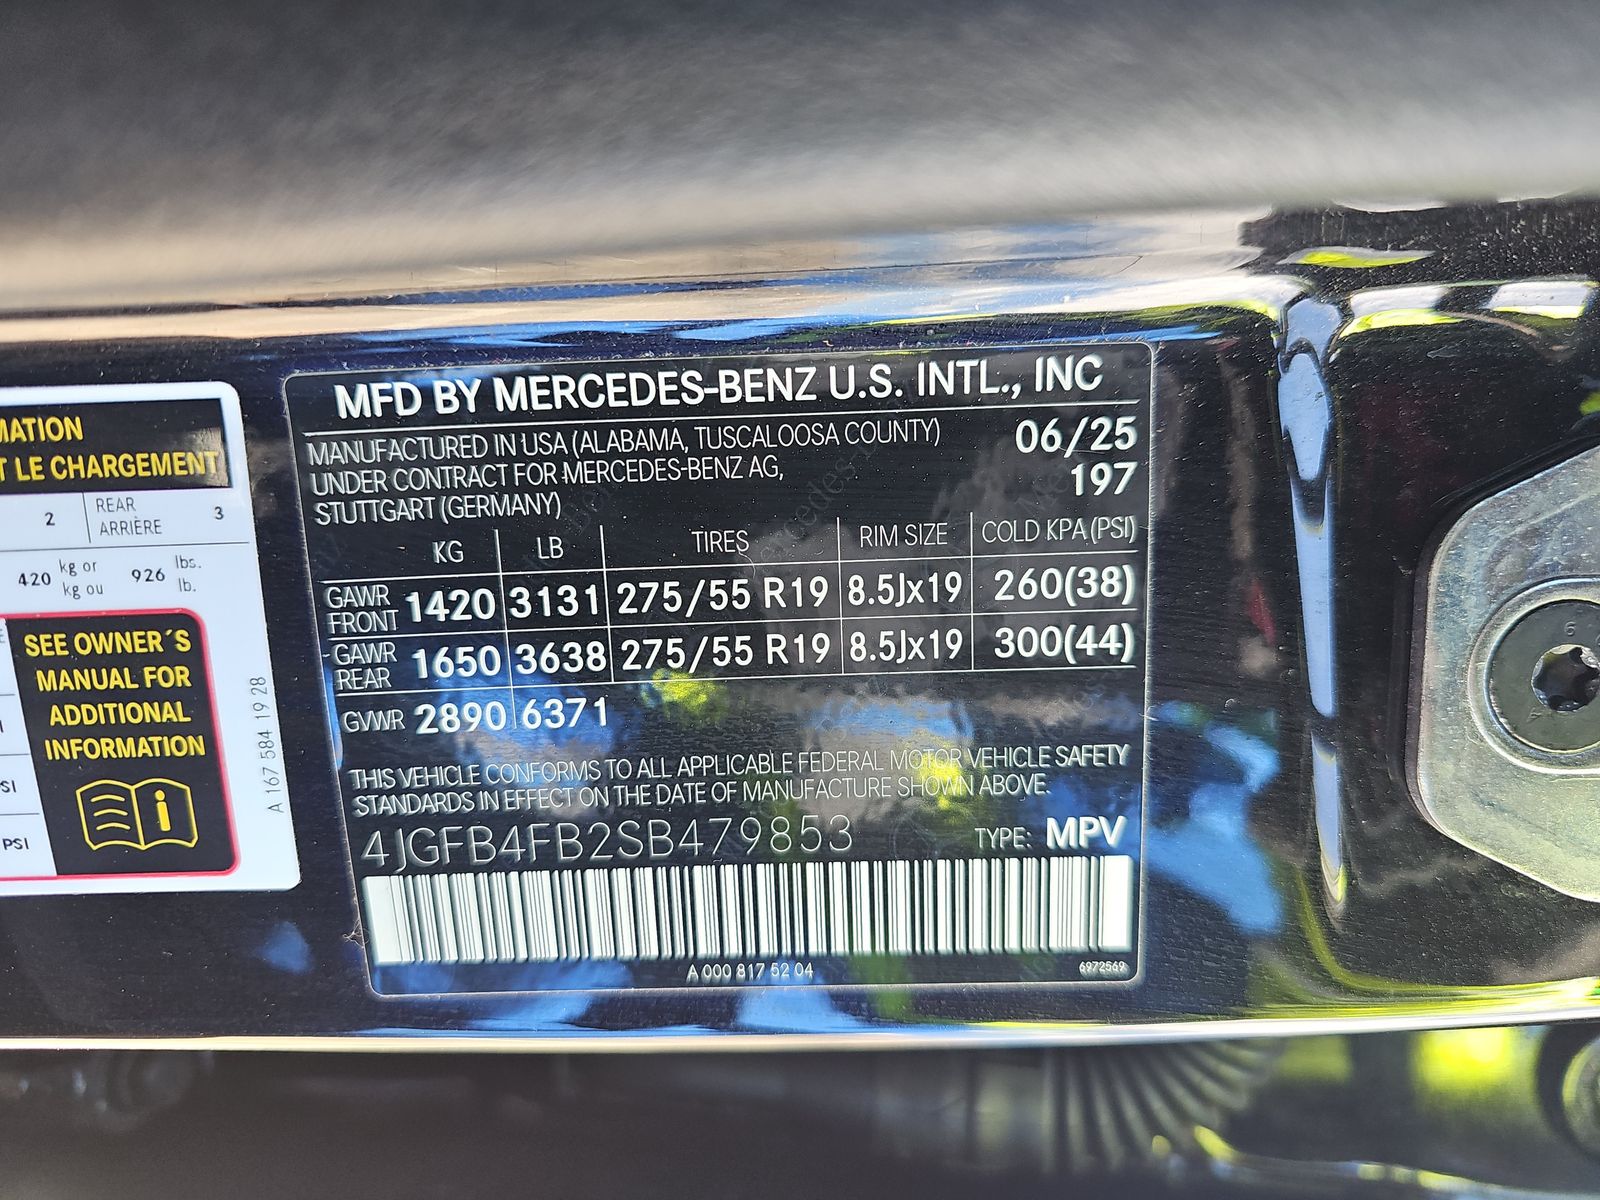 MATION
T LE CHARGEMENT
2 REAR 3
ARRIÈRE
420 kg or 926 lbs.
kg ou lb.
SEE OWNER´S
MANUAL FOR
ADDITIONAL
INFORMATION
PSI
A 167 584 19 28
MFD BY MERCEDES-BENZ U.S. INTL., INC
MANUFACTURED IN USA (ALABAMA, TUSCALOOSA COUNTY) 06/25
UNDER CONTRACT FOR MERCEDES-BENZ AG, 197
STUTTGART (GERMANY)
KG LB TIRES RIM SIZE COLD KPA (PSI)
GAWR FRONT 1420 3131 275/55 R19 8.5Jx19 260(38)
GAWR REAR 1650 3638 275/55 R19 8.5Jx19 300(44)
GVWR 2890 6371
THIS VEHICLE CONFORMS TO ALL APPLICABLE FEDERAL MOTOR VEHICLE SAFETY
STANDARDS IN EFFECT ON THE DATE OF MANUFACTURE SHOWN ABOVE.
4JGFB4FB2SB479853 TYPE: MPV
A 000 817 52 04 6972569